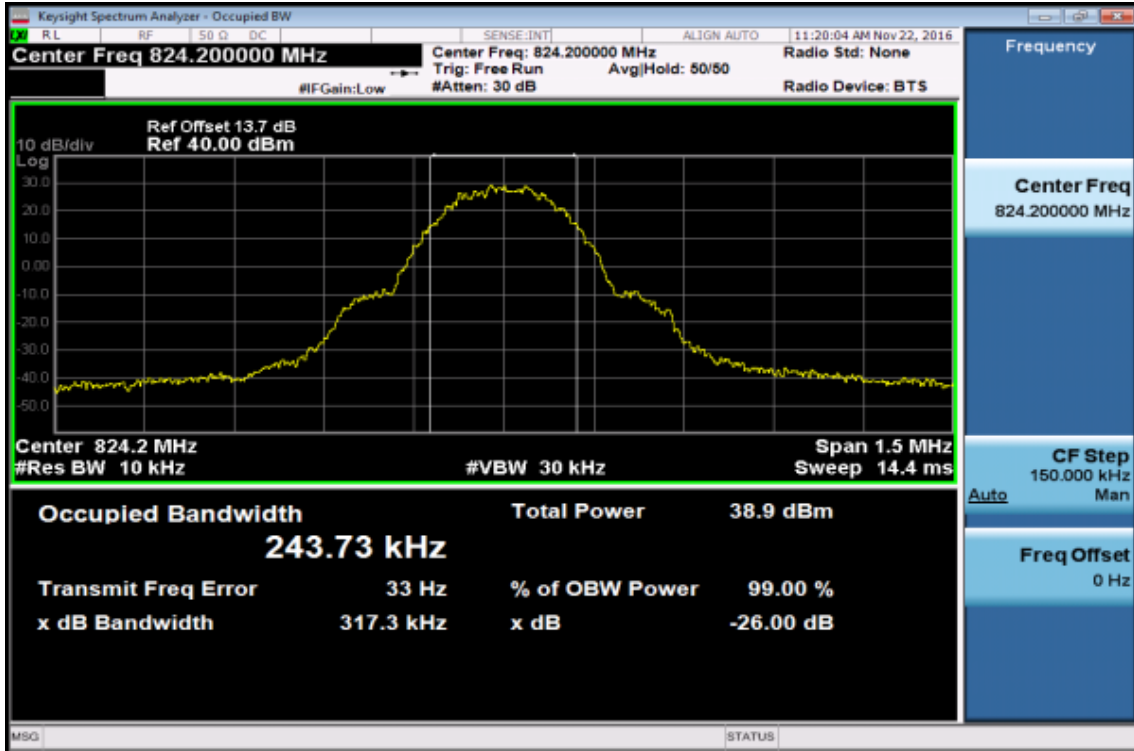 Keysight Spectrum Analyzer - Occupied BW
LXI RL RF 50 Ω DC SENSE:INT ALIGN AUTO 11:20:04 AM Nov 22, 2016
Center Freq 824.200000 MHz
Center Freq: 824.200000 MHz Radio Std: None
Trig: Free Run Avg|Hold: 50/50
#IFGain:Low #Atten: 30 dB Radio Device: BTS
Ref Offset 13.7 dB
10 dB/div Ref 40.00 dBm
Log
30.0
20.0
10.0
0.00
-10.0
-20.0
-30.0
-40.0
-50.0
Center 824.2 MHz Span 1.5 MHz
#Res BW 10 kHz #VBW 30 kHz Sweep 14.4 ms
Occupied Bandwidth Total Power 38.9 dBm
243.73 kHz
Transmit Freq Error 33 Hz % of OBW Power 99.00 %
x dB Bandwidth 317.3 kHz x dB -26.00 dB
MSG STATUS
Frequency
Center Freq
824.200000 MHz
CF Step
150.000 kHz
Auto Man
Freq Offset
0 Hz